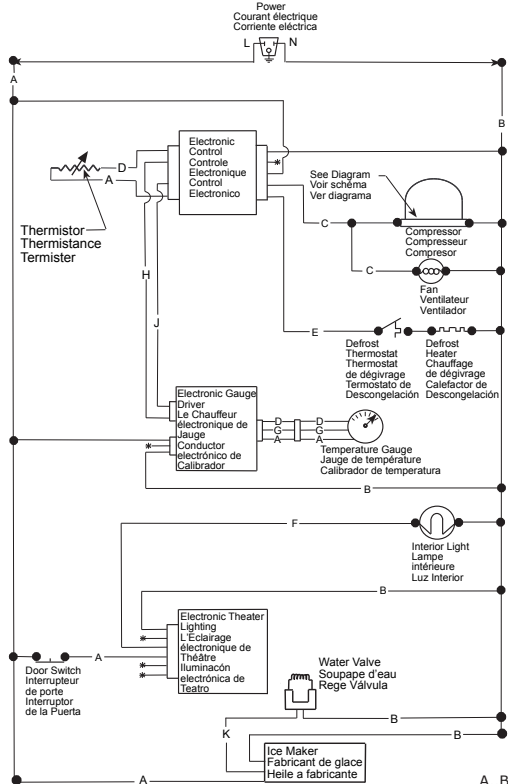 Power
Courant électrique
Corriente eléctrica
L
N
A
B
Electronic
Control
Controle
Electronique
Control
Electronico
*
D
A
Thermistor
Thermistance
Termister
See Diagram
Voir schéma
Ver diagrama
C
Compressor
Compresseur
Compresor
C
Fan
Ventilateur
Ventilador
H
J
E
Defrost
Thermostat
Thermostat
de dégivrage
Termostato de
Descongelación
Defrost
Heater
Chauffage
de dégivrage
Calefactor de
Descongelación
Electronic Gauge
Driver
Le Chauffeur
électronique de
Jauge
Conductor
electrónico de
Calibrador
*
D
G
A
D
G
A
Temperature Gauge
Jauge de température
Calibrador de temperatura
B
F
Interior Light
Lampe
intérieure
Luz Interior
B
Electronic Theater
Lighting
L'Eclairage
électronique de
Théâtre
Iluminacón
electrónica de
Teatro
*
*
*
A
Door Switch
Interrupteur
de porte
Interruptor
de la Puerta
Water Valve
Soupape d'eau
Rege Válvula
K
B
B
Ice Maker
Fabricant de glace
Heile a fabricante
A
A B